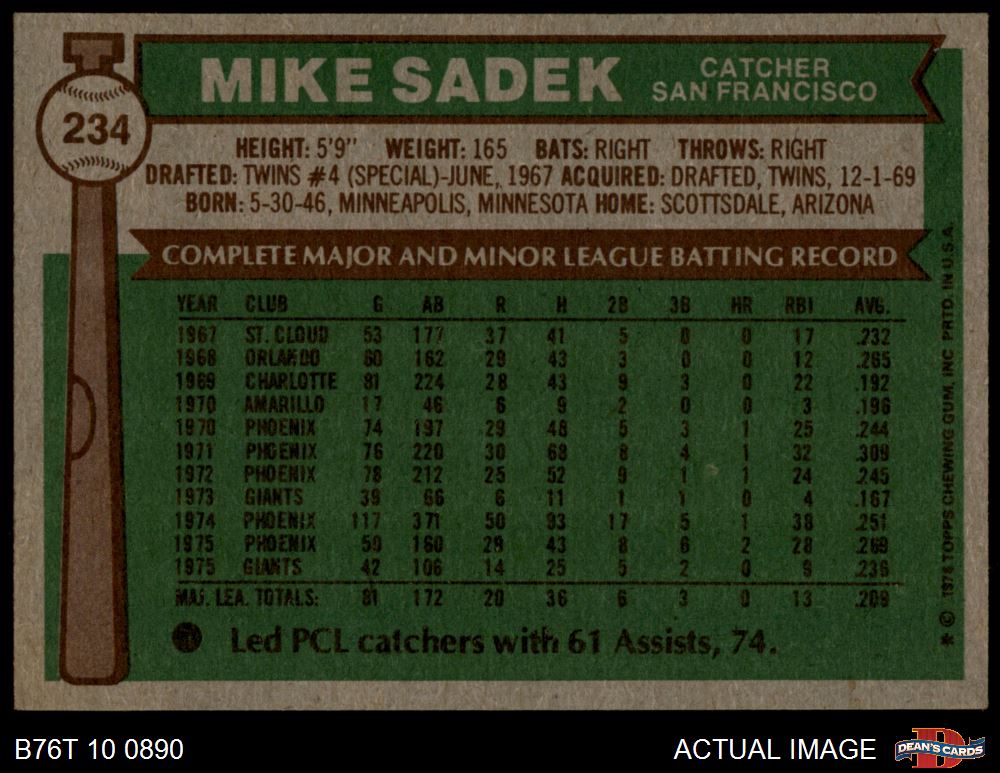 MIKE SADEK
CATCHER
SAN FRANCISCO
234
HEIGHT: 5'9" WEIGHT: 165 BATS: RIGHT THROWS: RIGHT
DRAFTED: TWINS #4 (SPECIAL)-JUNE, 1967 ACQUIRED: DRAFTED, TWINS, 12-1-69
BORN: 5-30-46, MINNEAPOLIS, MINNESOTA HOME: SCOTTSDALE, ARIZONA
COMPLETE MAJOR AND MINOR LEAGUE BATTING RECORD
YEAR CLUB G AB R H 2B 3B HR RBI AVG.
1967 ST. CLOUD 53 177 37 41 5 0 0 17 .232
1968 ORLANDO 60 162 29 43 3 0 0 12 .265
1969 CHARLOTTE 81 224 28 43 9 3 0 22 .192
1970 AMARILLO 17 46 6 9 2 0 0 3 .196
1970 PHOENIX 74 197 29 48 5 3 1 25 .244
1971 PHOENIX 76 220 30 68 8 4 1 32 .309
1972 PHOENIX 78 212 25 52 9 1 1 24 .245
1973 GIANTS 39 66 6 11 1 1 0 4 .167
1974 PHOENIX 117 371 50 93 17 5 1 38 .251
1975 PHOENIX 59 160 29 43 8 6 2 28 .269
1975 GIANTS 42 106 14 25 5 2 0 9 .236
MAJ. LEA. TOTALS: 81 172 20 36 6 3 0 13 .209
Led PCL catchers with 61 Assists, 74.
* © 1976 TOPPS CHEWING GUM, INC PRTD. IN U.S.A.
B76T 10 0890
ACTUAL IMAGE
D
DEAN'S CARDS